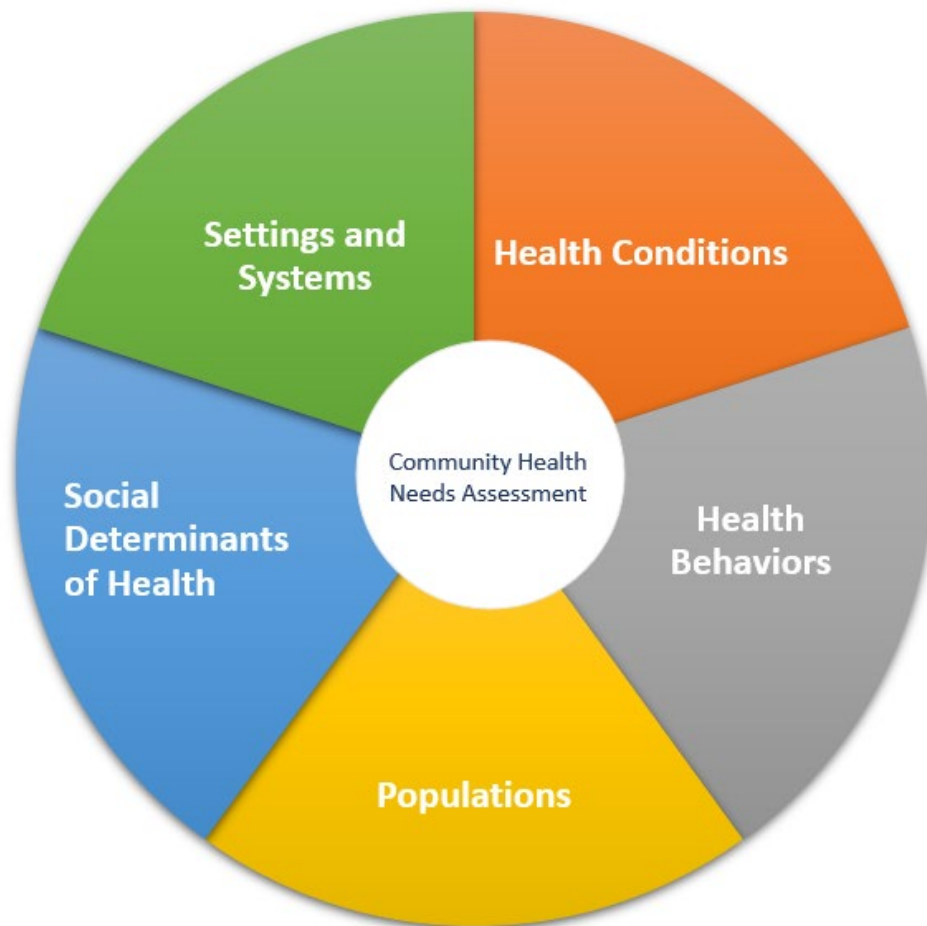 Settings and
Systems
Health Conditions
Community Health
Needs Assessment
Social
Determinants
of Health
Health
Behaviors
Populations